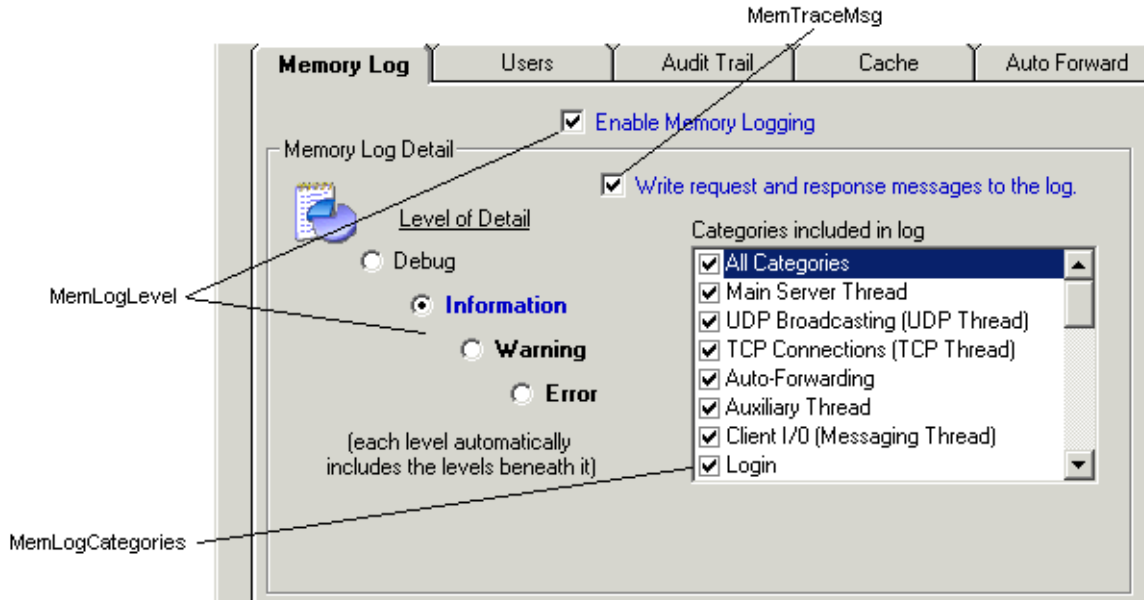 MemTraceMsg
Memory Log
Users
Audit Trail
Cache
Auto Forward
Enable Memory Logging
Memory Log Detail
Write request and response messages to the log.
Level of Detail
Categories included in log
Debug
All Categories
MemLogLevel
Information
Main Server Thread
UDP Broadcasting (UDP Thread)
Warning
TCP Connections (TCP Thread)
Auto-Forwarding
Error
Auxiliary Thread
(each level automatically
includes the levels beneath it)
Client I/O (Messaging Thread)
Login
MemLogCategories